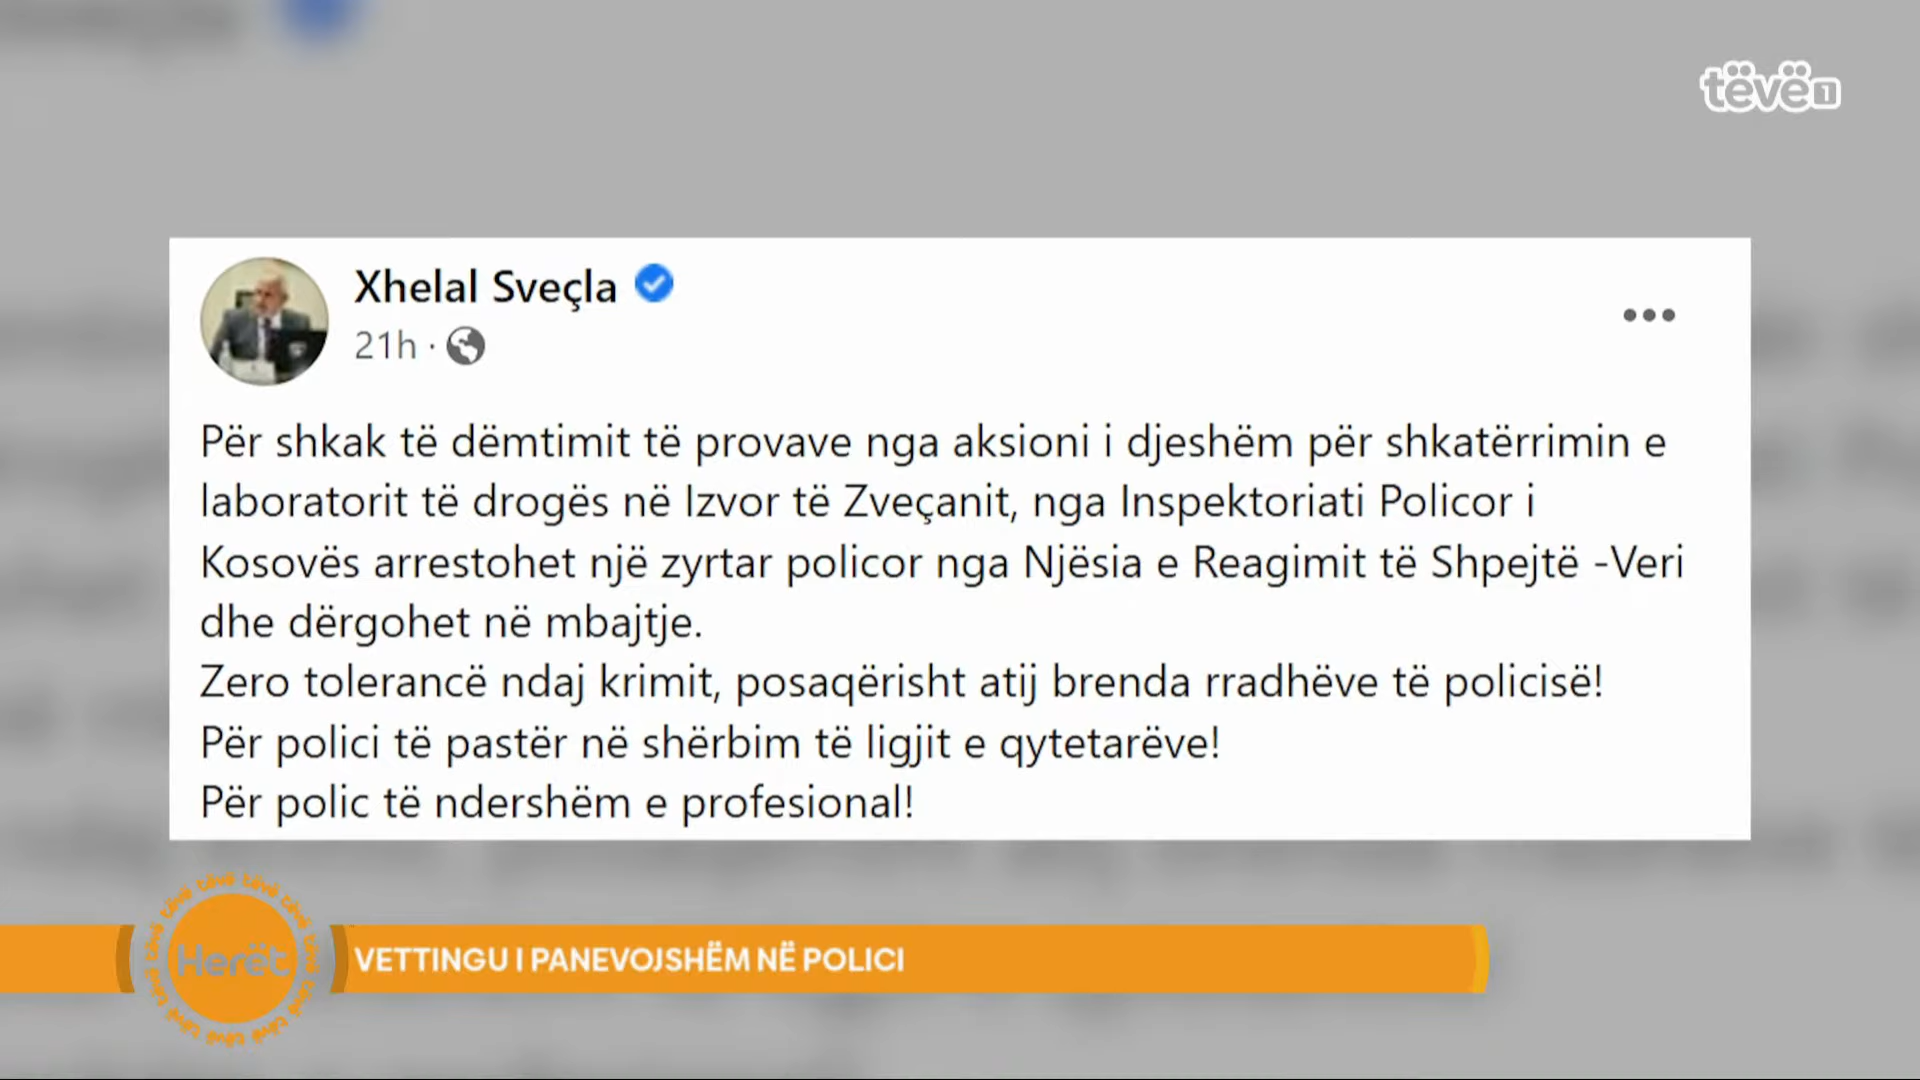 tëvë1
Xhelal Sveçla
21h ·
Për shkak të dëmtimit të provave nga aksioni i djeshëm për shkatërrimin e
laboratorit të drogës në Izvor të Zveçanit, nga Inspektoriati Policor i
Kosovës arrestohet një zyrtar policor nga Njësia e Reagimit të Shpejtë -Veri
dhe dërgohet në mbajtje.
Zero tolerancë ndaj krimit, posaqërisht atij brenda rradhëve të policisë!
Për polici të pastër në shërbim të ligjit e qytetarëve!
Për polic të ndershëm e profesional!
Herët
VETTINGU I PANEVOJSHËM NË POLICI